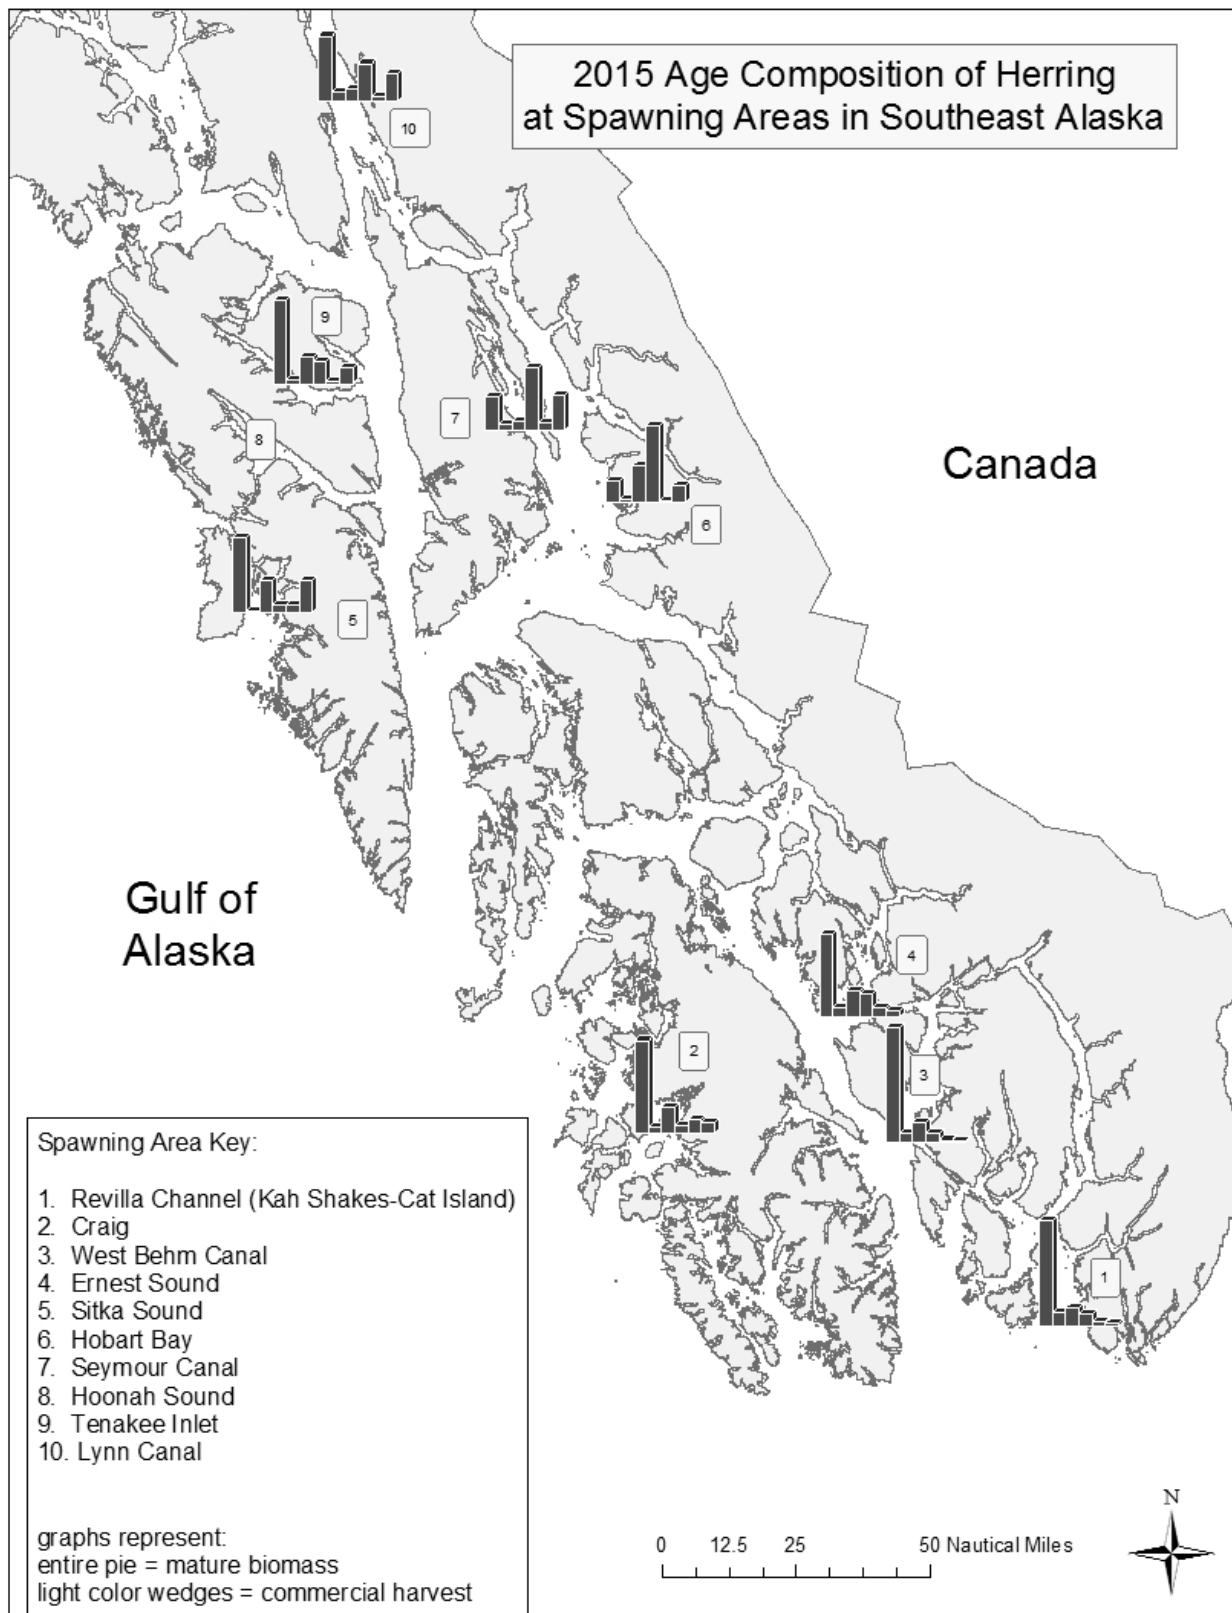 2015 Age Composition of Herring
at Spawning Areas in Southeast Alaska
10
9
7
8
Canada
6
5
Gulf of
Alaska
4
2
3
1
Spawning Area Key:
1. Revilla Channel (Kah Shakes-Cat Island)
2. Craig
3. West Behm Canal
4. Ernest Sound
5. Sitka Sound
6. Hobart Bay
7. Seymour Canal
8. Hoonah Sound
9. Tenakee Inlet
10. Lynn Canal
graphs represent:
entire pie = mature biomass
light color wedges = commercial harvest
0 12.5 25 50 Nautical Miles
N